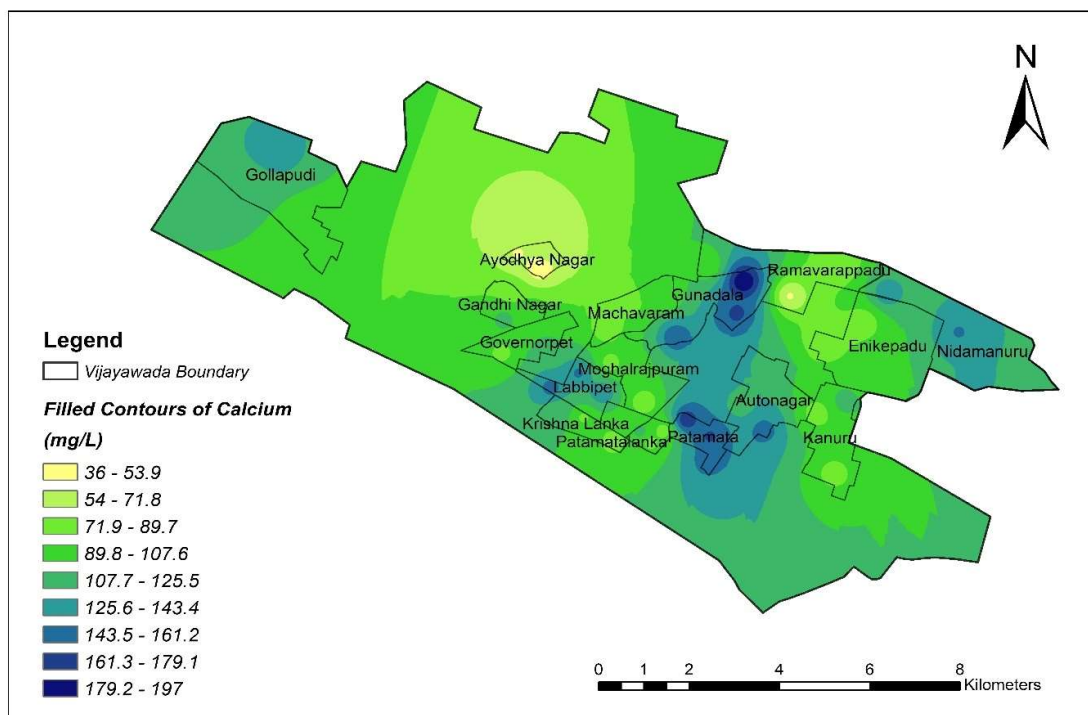 N
Gollapudi
Ayodhya Nagar
Ramavarappadu
Gunadala
Gandhi Nagar
Machavaram
Governorpet
Enikepadu
Nidamanuru
Moghalrajpuram
Labbipet
Autonagar
Krishna Lanka
Patamata
Kanuru
Patamatalanka
Legend
Vijayawada Boundary
Filled Contours of Calcium
(mg/L)
36 - 53.9
54 - 71.8
71.9 - 89.7
89.8 - 107.6
107.7 - 125.5
125.6 - 143.4
143.5 - 161.2
161.3 - 179.1
179.2 - 197
0 1 2 4 6 8
Kilometers